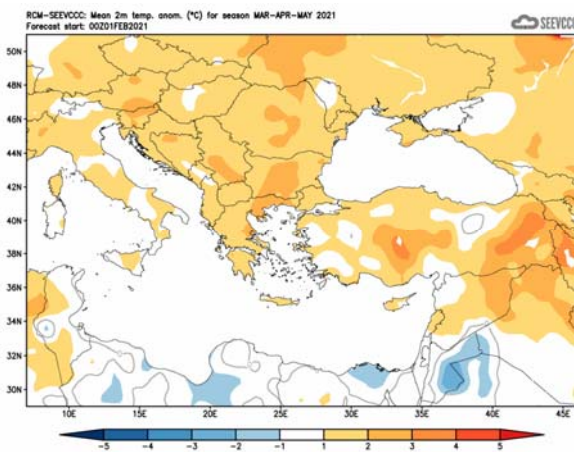 RCM-SEEVCCC: Mean 2m temp. anom. (°C) for season MAR-APR-MAY 2021
Forecast start: 00Z01FEB2021
SEEVCCC
50N
48N
46N
44N
42N
40N
38N
36N
34N
32N
30N
10E 15E 20E 25E 30E 35E 40E 45E
-5 -4 -3 -2 -1 1 2 3 4 5